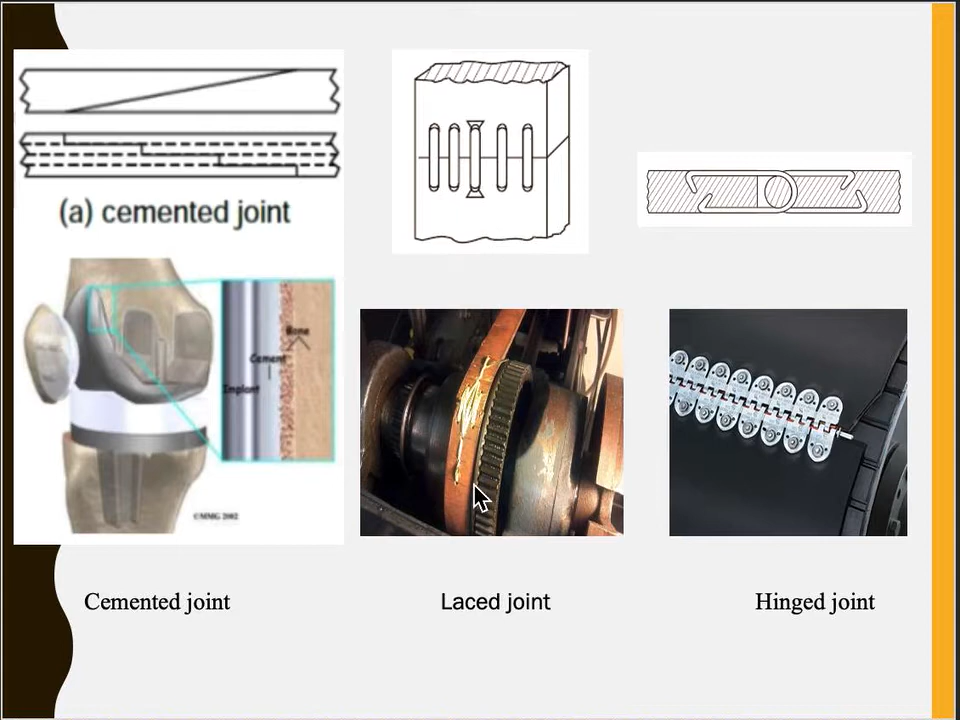 (a) cemented joint
Bone
Cement
Implant
©MMG 2002
Cemented joint
Laced joint
Hinged joint